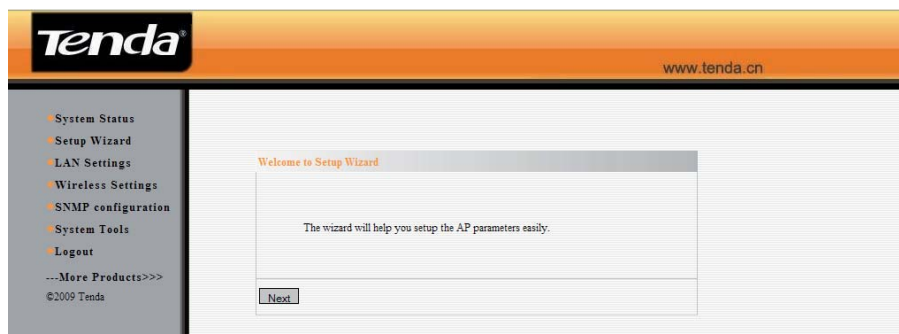 Tenda®
www.tenda.cn
System Status
Setup Wizard
LAN Settings
Wireless Settings
SNMP configuration
System Tools
Logout
---More Products>>>
©2009 Tenda
Welcome to Setup Wizard
The wizard will help you setup the AP parameters easily.
Next